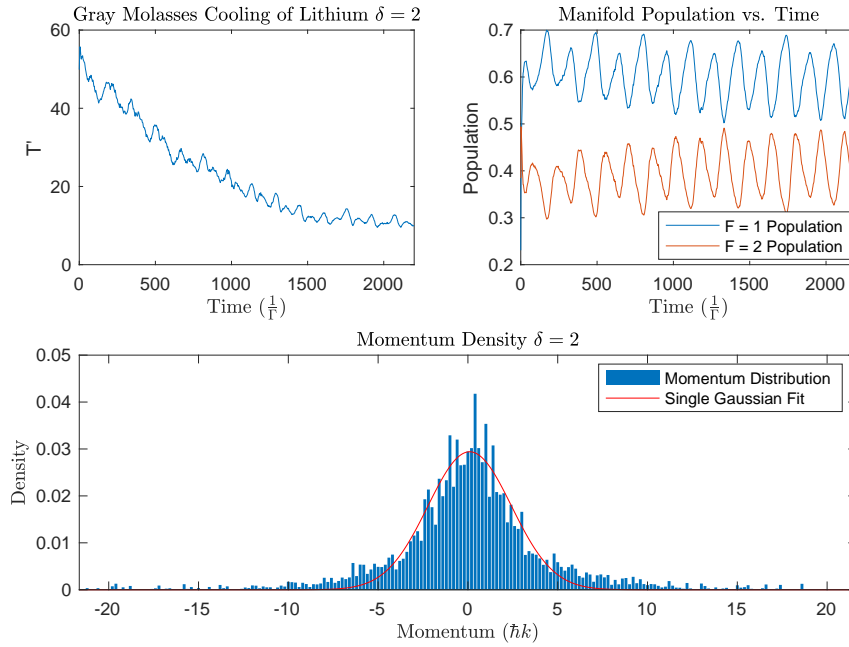 Gray Molasses Cooling of Lithium δ = 2
60
40
20
0
T'
0 500 1000 1500 2000
Time (1/Γ)
Manifold Population vs. Time
0.7
0.6
0.5
0.4
0.3
0.2
Population
F = 1 Population
F = 2 Population
0 500 1000 1500 2000
Time (1/Γ)
Momentum Density δ = 2
0.05
0.04
0.03
0.02
0.01
0
Density
Momentum Distribution
Single Gaussian Fit
-20 -15 -10 -5 0 5 10 15 20
Momentum (ħk)